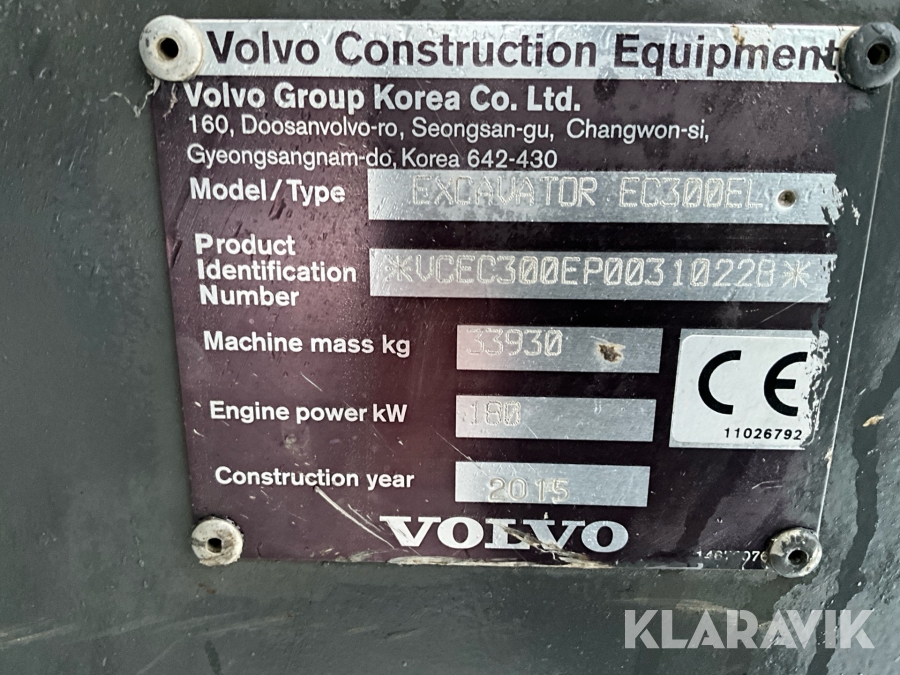 Volvo Construction Equipment
Volvo Group Korea Co. Ltd.
160, Doosanvolvo-ro, Seongsan-gu, Changwon-si,
Gyeongsangnam-do, Korea 642-430
Model/Type EXCAVATOR EC300EL
Product
Identification *VCEC300EP00310228*
Number
Machine mass kg 33930
Engine power kW 180
CE
11026792
Construction year 2015
VOLVO
KLARAVIK